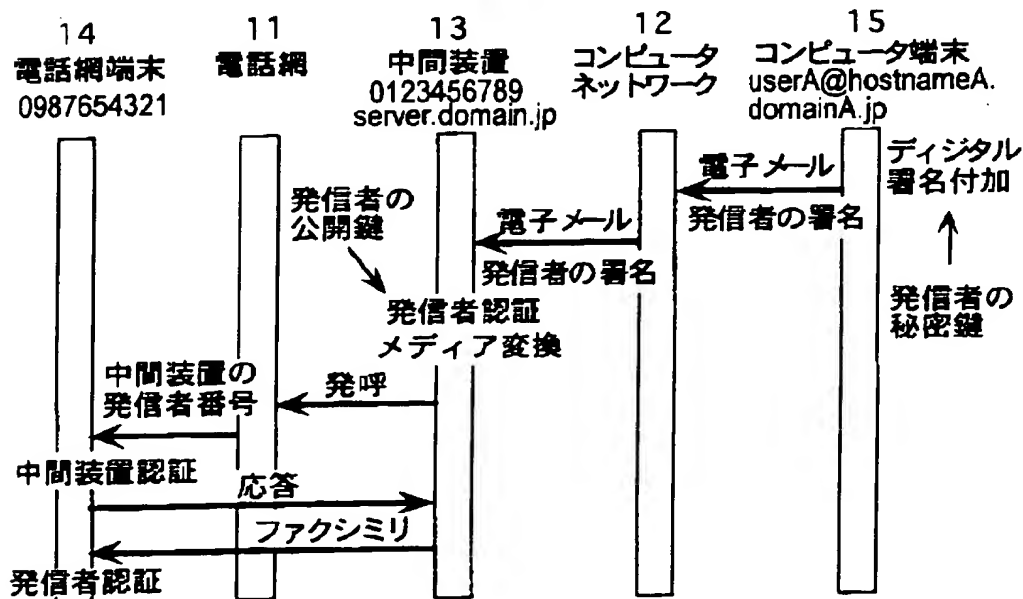 14
電話網端末
0987654321
11
電話網
13
中間装置
0123456789
server.domain.jp
12
コンピュータ
ネットワーク
15
コンピュータ端末
userA@hostnameA.
domainA.jp
電子メール
発信者の署名
ディジタル
署名付加
発信者の
秘密鍵
電子メール
発信者の署名
発信者の
公開鍵
発信者認証
メディア変換
発呼
中間装置の
発信者番号
中間装置認証
応答
ファクシミリ
発信者認証